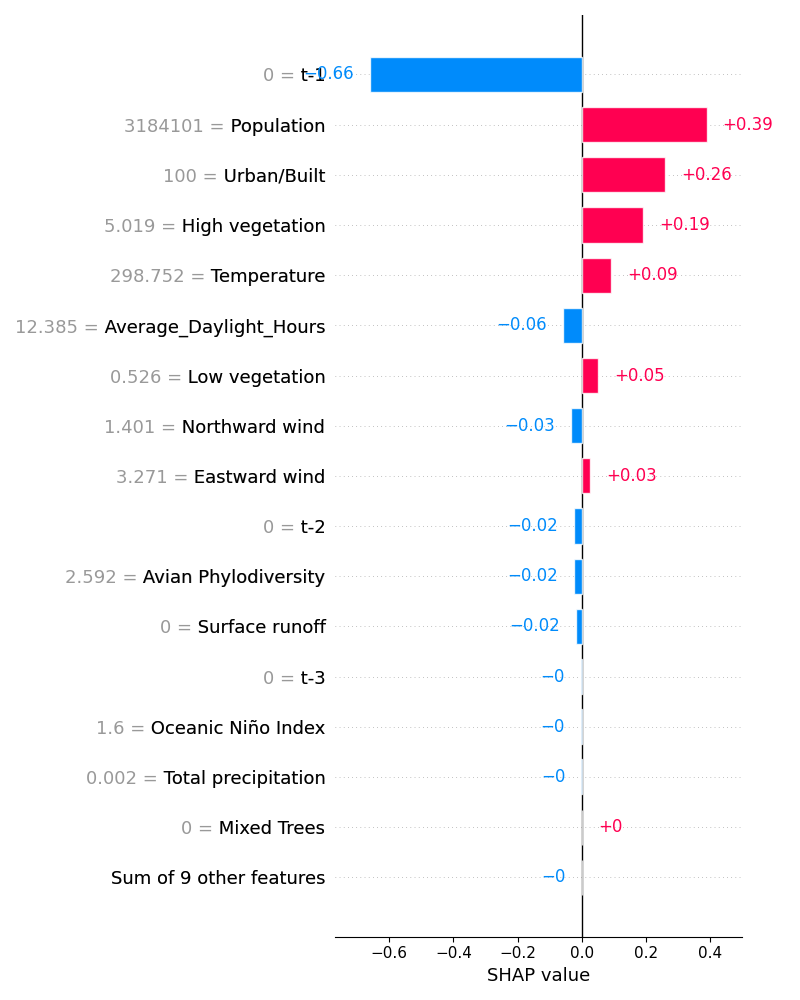 0 = t-1 −0.66
3184101 = Population +0.39
100 = Urban/Built +0.26
5.019 = High vegetation +0.19
298.752 = Temperature +0.09
12.385 = Average_Daylight_Hours −0.06
0.526 = Low vegetation +0.05
1.401 = Northward wind −0.03
3.271 = Eastward wind +0.03
0 = t-2 −0.02
2.592 = Avian Phylodiversity −0.02
0 = Surface runoff −0.02
0 = t-3 −0
1.6 = Oceanic Niño Index −0
0.002 = Total precipitation −0
0 = Mixed Trees +0
Sum of 9 other features −0
−0.6 −0.4 −0.2 0.0 0.2 0.4
SHAP value